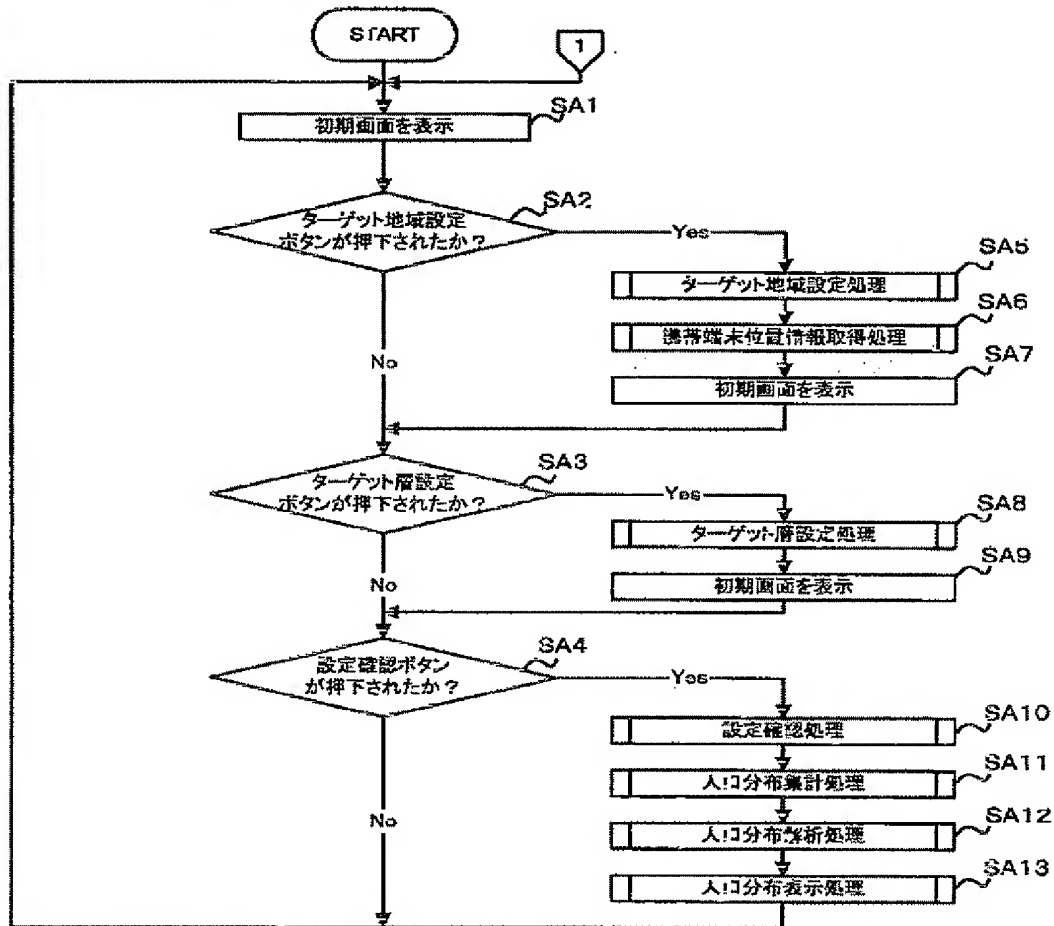 START
1
SA1
初期画面を表示
SA2
ターゲット地域設定
ボタンが押下されたか？
Yes
SA5
ターゲット地域設定処理
SA6
携帯端末位置情報取得処理
SA7
初期画面を表示
No
SA3
ターゲット層設定
ボタンが押下されたか？
Yes
SA8
ターゲット層設定処理
SA9
初期画面を表示
No
SA4
設定確認ボタン
が押下されたか？
Yes
SA10
設定確認処理
SA11
人口分布集計処理
SA12
人口分布解析処理
SA13
人口分布表示処理
No